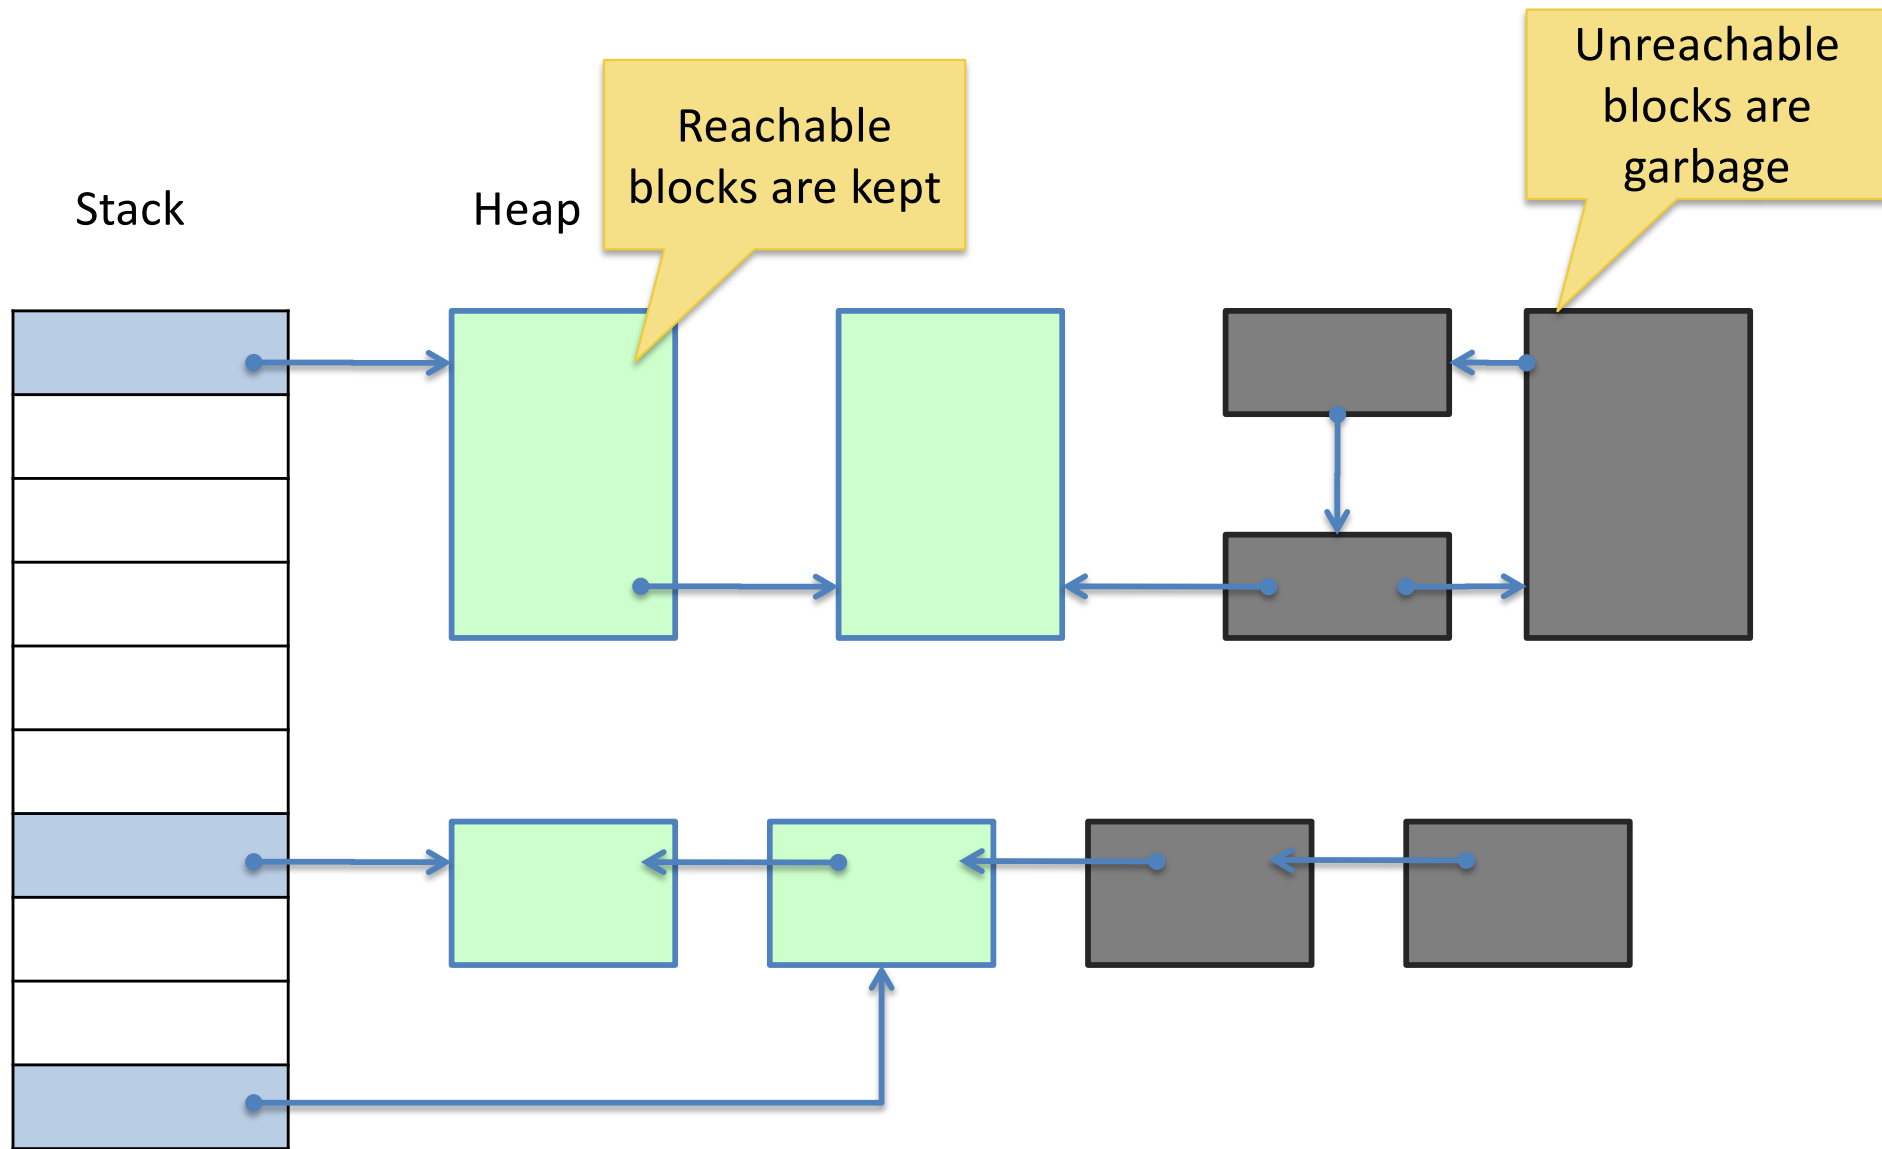 Stack
Heap
Reachable
blocks are kept
Unreachable
blocks are
garbage